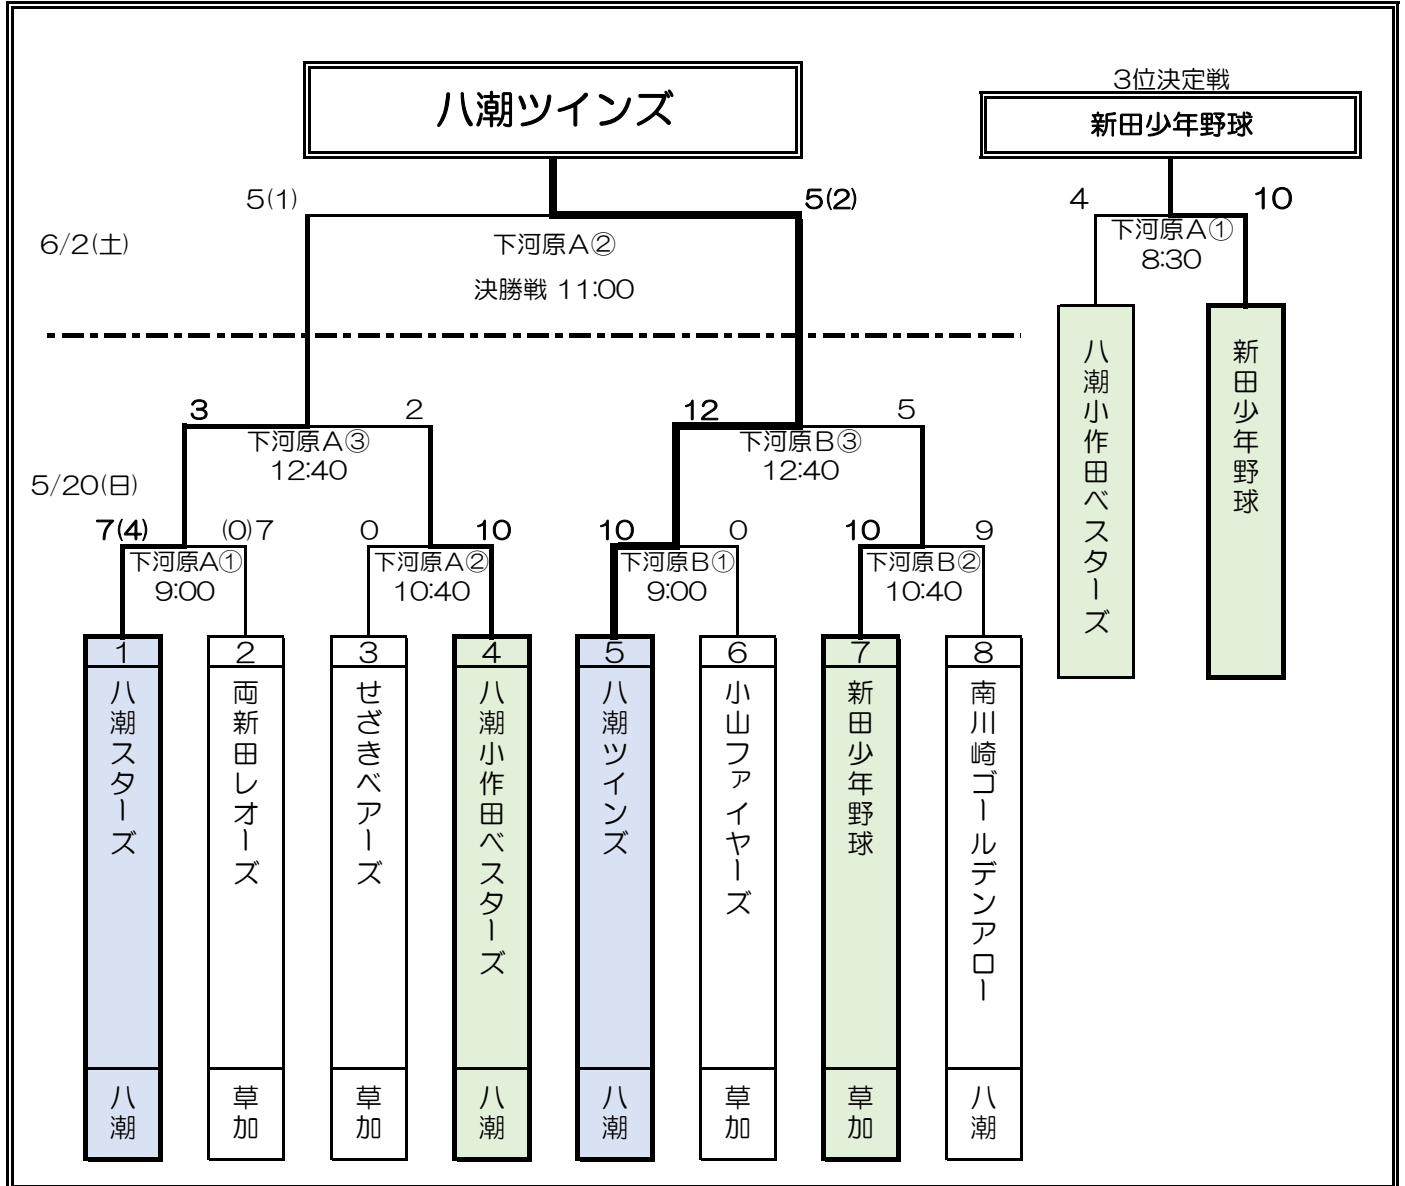 3位決定戦
八潮ツインズ
新田少年野球
5(1)
5(2)
4
10
6/2(土)
下河原A②
下河原A①
8:30
決勝戦 11:00
八潮小作田ベスターズ
新田少年野球
3
2
12
5
下河原A③
12:40
下河原B③
12:40
5/20(日)
7(4)
(0)7
0
10
10
0
10
9
下河原A①
9:00
下河原A②
10:40
下河原B①
9:00
下河原B②
10:40
1
2
3
4
5
6
7
8
八潮スターズ
両新田レオーズ
せざきベアーズ
八潮小作田ベスターズ
八潮ツインズ
小山ファイヤーズ
新田少年野球
南川崎ゴールデンアロー
八潮
草加
草加
八潮
八潮
草加
草加
八潮